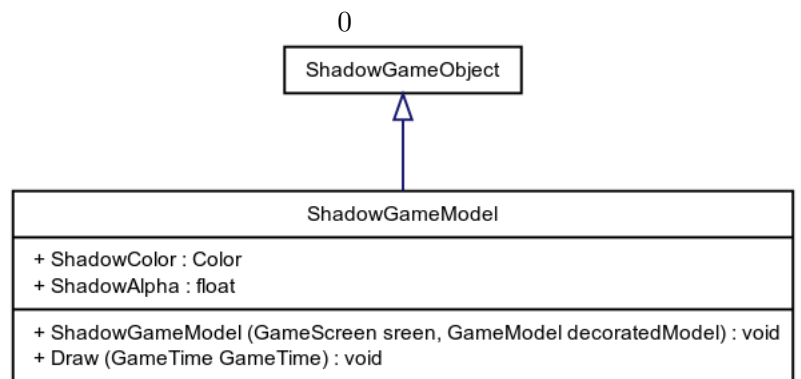 0
ShadowGameObject
ShadowGameModel
+ ShadowColor : Color
+ ShadowAlpha : float
+ ShadowGameModel (GameScreen sreen, GameModel decoratedModel) : void
+ Draw (GameTime GameTime) : void